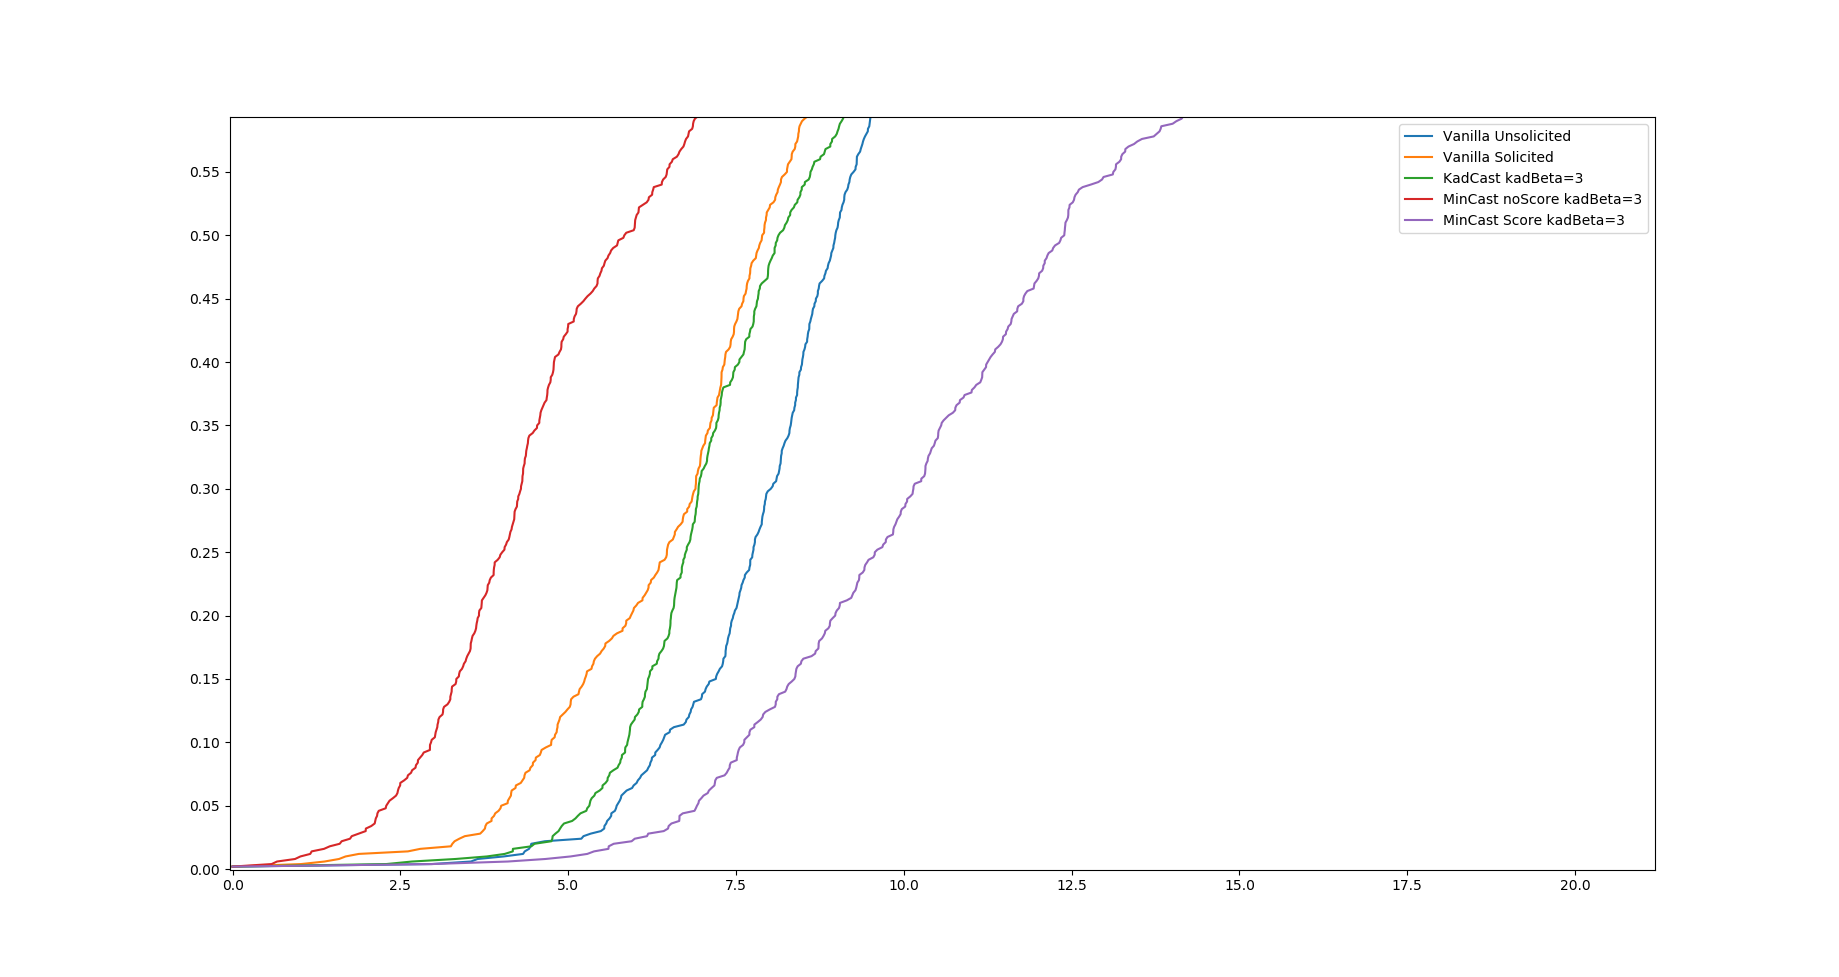 Vanilla Unsolicited
Vanilla Solicited
KadCast kadBeta=3
MinCast noScore kadBeta=3
MinCast Score kadBeta=3
0.55
0.50
0.45
0.40
0.35
0.30
0.25
0.20
0.15
0.10
0.05
0.00
0.0 2.5 5.0 7.5 10.0 12.5 15.0 17.5 20.0